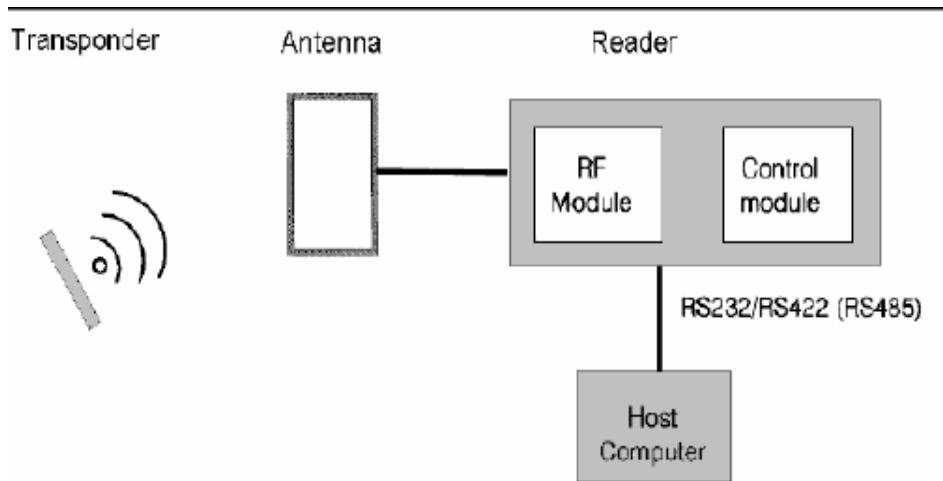 Transponder
Antenna
Reader
RF
Module
Control
module
RS232/RS422 (RS485)
Host
Computer